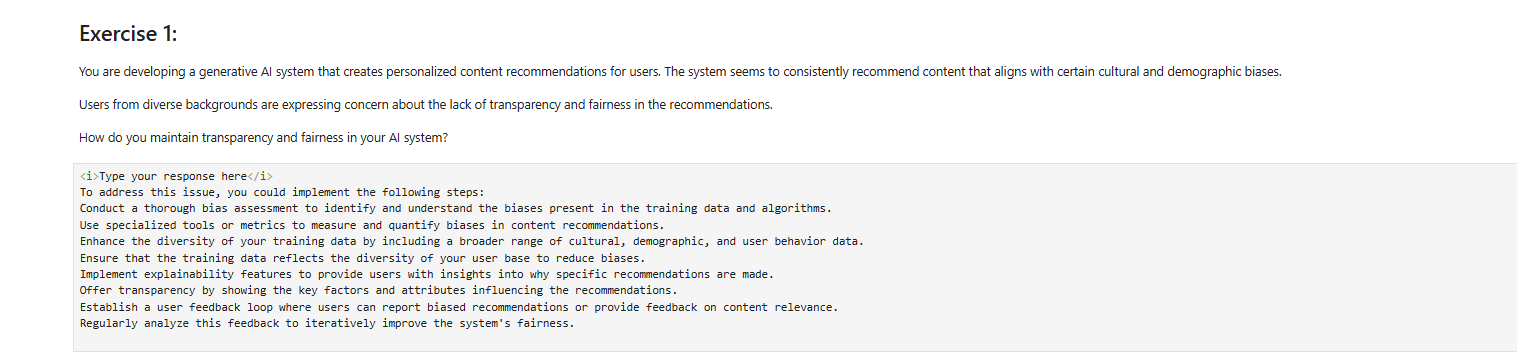 Exercise 1:
You are developing a generative AI system that creates personalized content recommendations for users. The system seems to consistently recommend content that aligns with certain cultural and demographic biases.
Users from diverse backgrounds are expressing concern about the lack of transparency and fairness in the recommendations.
How do you maintain transparency and fairness in your AI system?
<i>Type your response here</i>
To address this issue, you could implement the following steps:
Conduct a thorough bias assessment to identify and understand the biases present in the training data and algorithms.
Use specialized tools or metrics to measure and quantify biases in content recommendations.
Enhance the diversity of your training data by including a broader range of cultural, demographic, and user behavior data.
Ensure that the training data reflects the diversity of your user base to reduce biases.
Implement explainability features to provide users with insights into why specific recommendations are made.
Offer transparency by showing the key factors and attributes influencing the recommendations.
Establish a user feedback loop where users can report biased recommendations or provide feedback on content relevance.
Regularly analyze this feedback to iteratively improve the system's fairness.